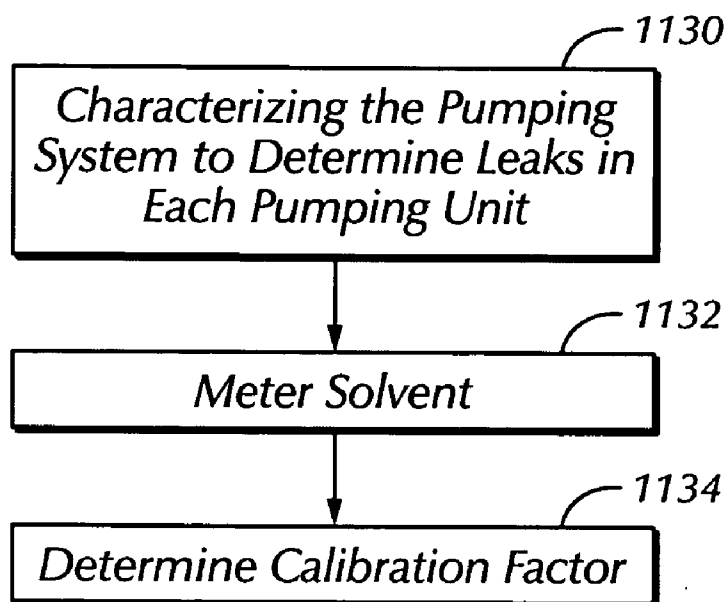 1130
Characterizing the Pumping
System to Determine Leaks in
Each Pumping Unit
1132
Meter Solvent
1134
Determine Calibration Factor